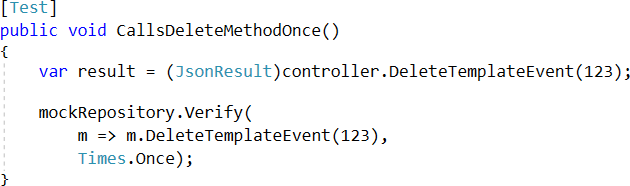 [Test]
public void CallsDeleteMethodOnce()
{
    var result = (JsonResult)controller.DeleteTemplateEvent(123);

    mockRepository.Verify(
        m => m.DeleteTemplateEvent(123),
        Times.Once);
}